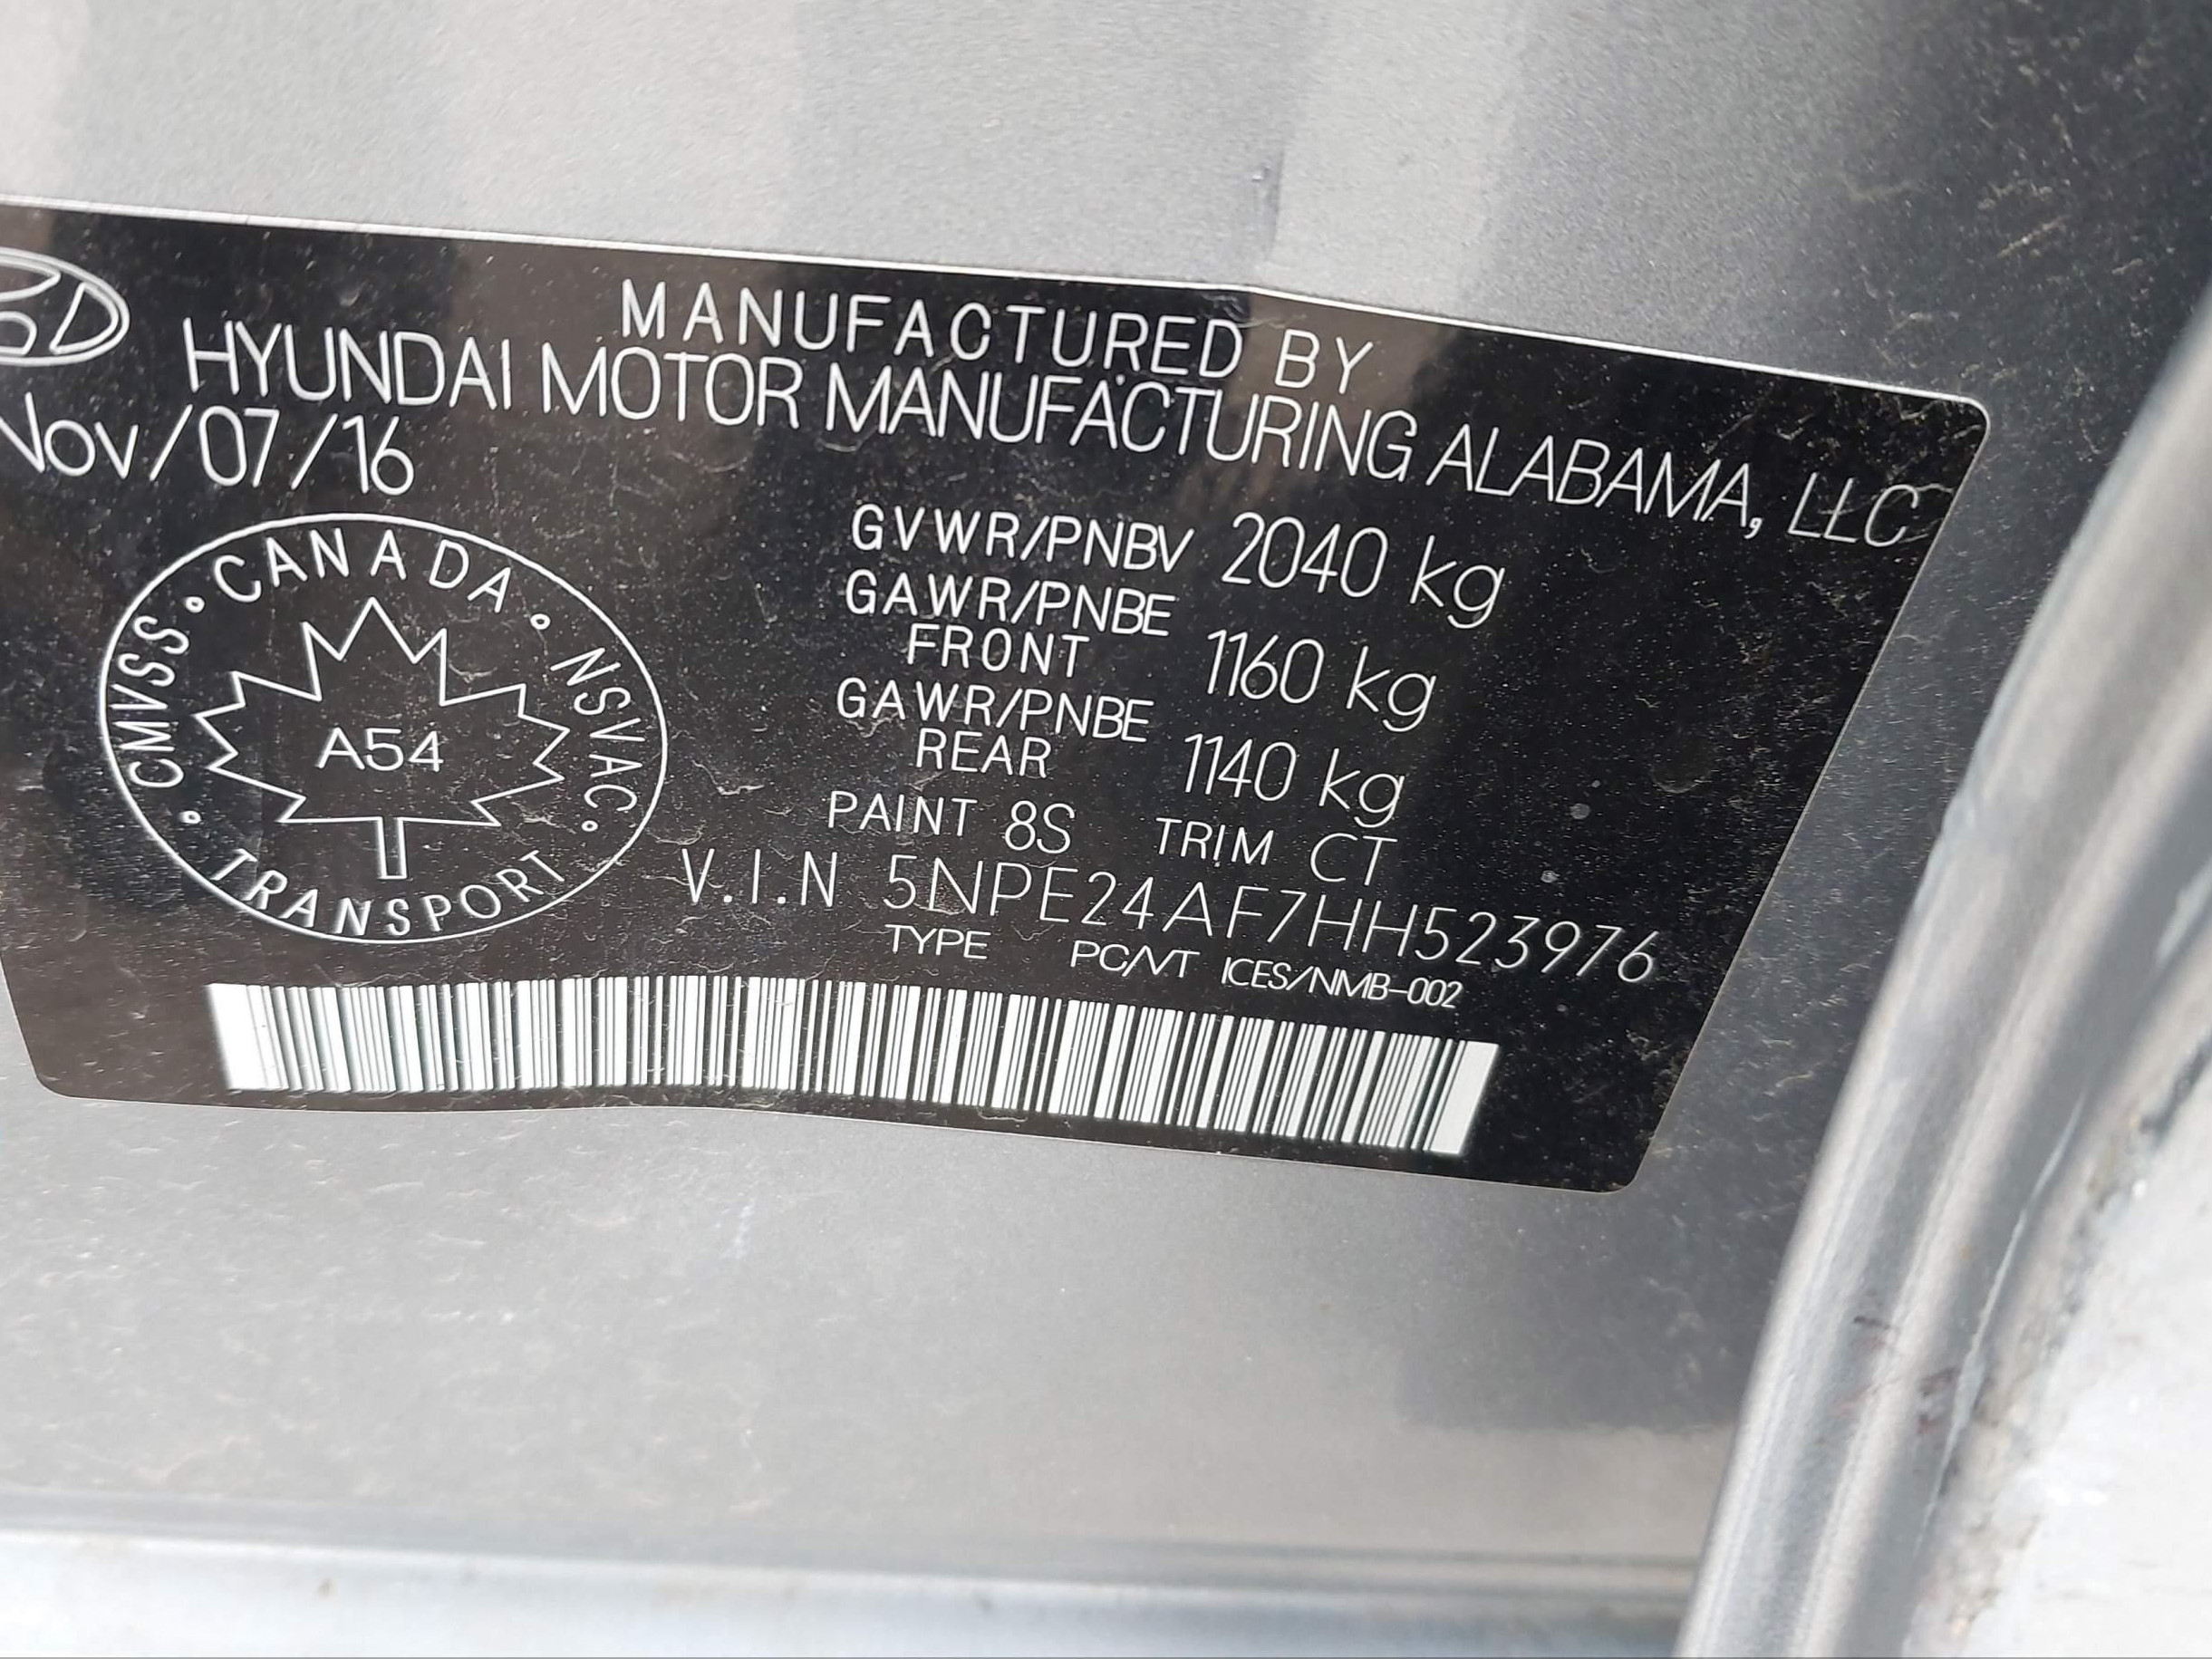 MANUFACTURED BY
HYUNDAI MOTOR MANUFACTURING ALABAMA, LLC
Nov/07/16
GVWR/PNBV 2040 kg
GAWR/PNBE
FRONT 1160 kg
GAWR/PNBE
REAR 1140 kg
PAINT 8S TRIM CT
V.I.N 5NPE24AF7HH523976
TYPE PC/VT ICES/NMB-002
CANADA
CMVSS
NSVAC
A54
TRANSPORT